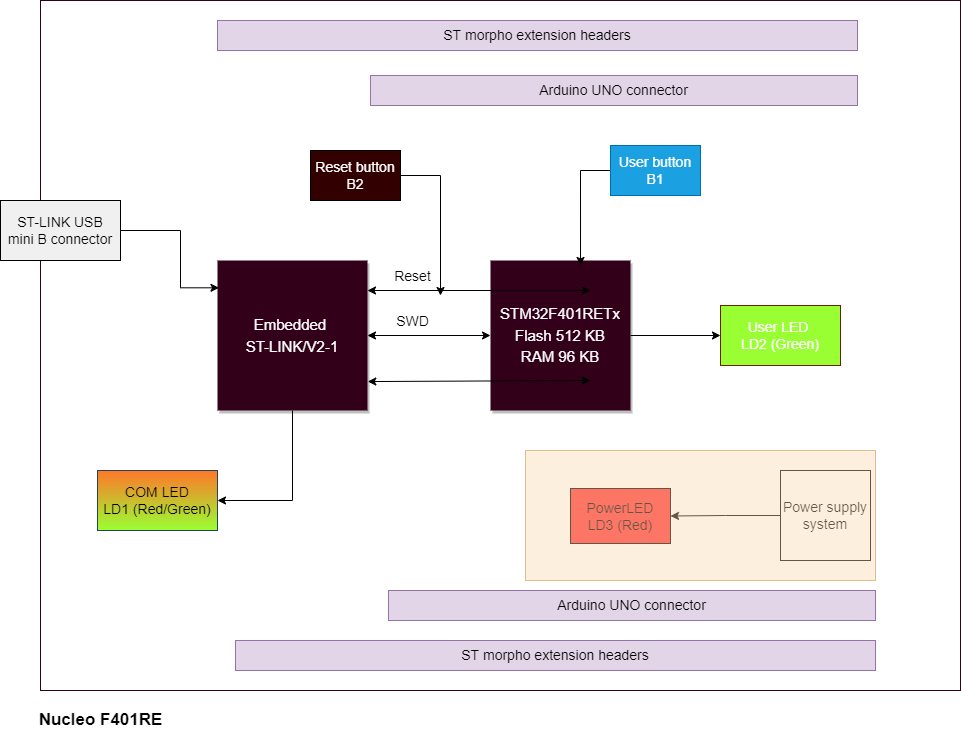 ST morpho extension headers
Arduino UNO connector
Reset button
B2
User button
B1
ST-LINK USB
mini B connector
Embedded
ST-LINK/V2-1
Reset
SWD
STM32F401RETx
Flash 512 KB
RAM 96 KB
User LED
LD2 (Green)
COM LED
LD1 (Red/Green)
PowerLED
LD3 (Red)
Power supply
system
Arduino UNO connector
ST morpho extension headers
Nucleo F401RE